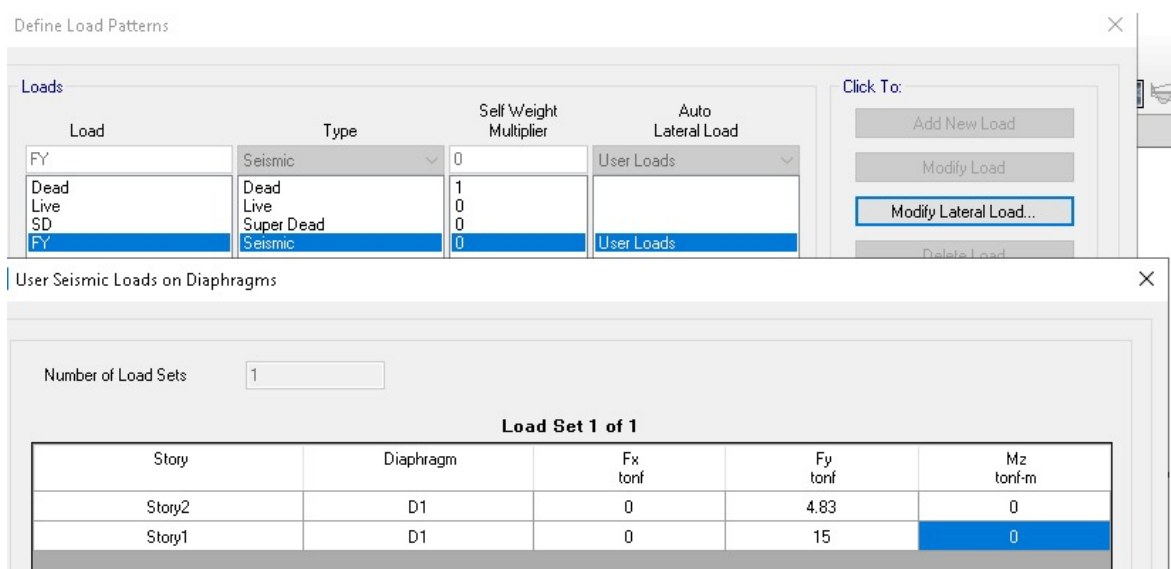 Define Load Patterns
Loads
Click To:
Load Type Self Weight Multiplier Auto Lateral Load
FY Seismic 0 User Loads
Dead Dead 1
Live Live 0
SD Super Dead 0
FY Seismic 0 User Loads
Add New Load
Modify Load
Modify Lateral Load...
Delete Load
User Seismic Loads on Diaphragms
Number of Load Sets 1
Load Set 1 of 1
Story Diaphragm Fx tonf Fy tonf Mz tonf-m
Story2 D1 0 4.83 0
Story1 D1 0 15 0